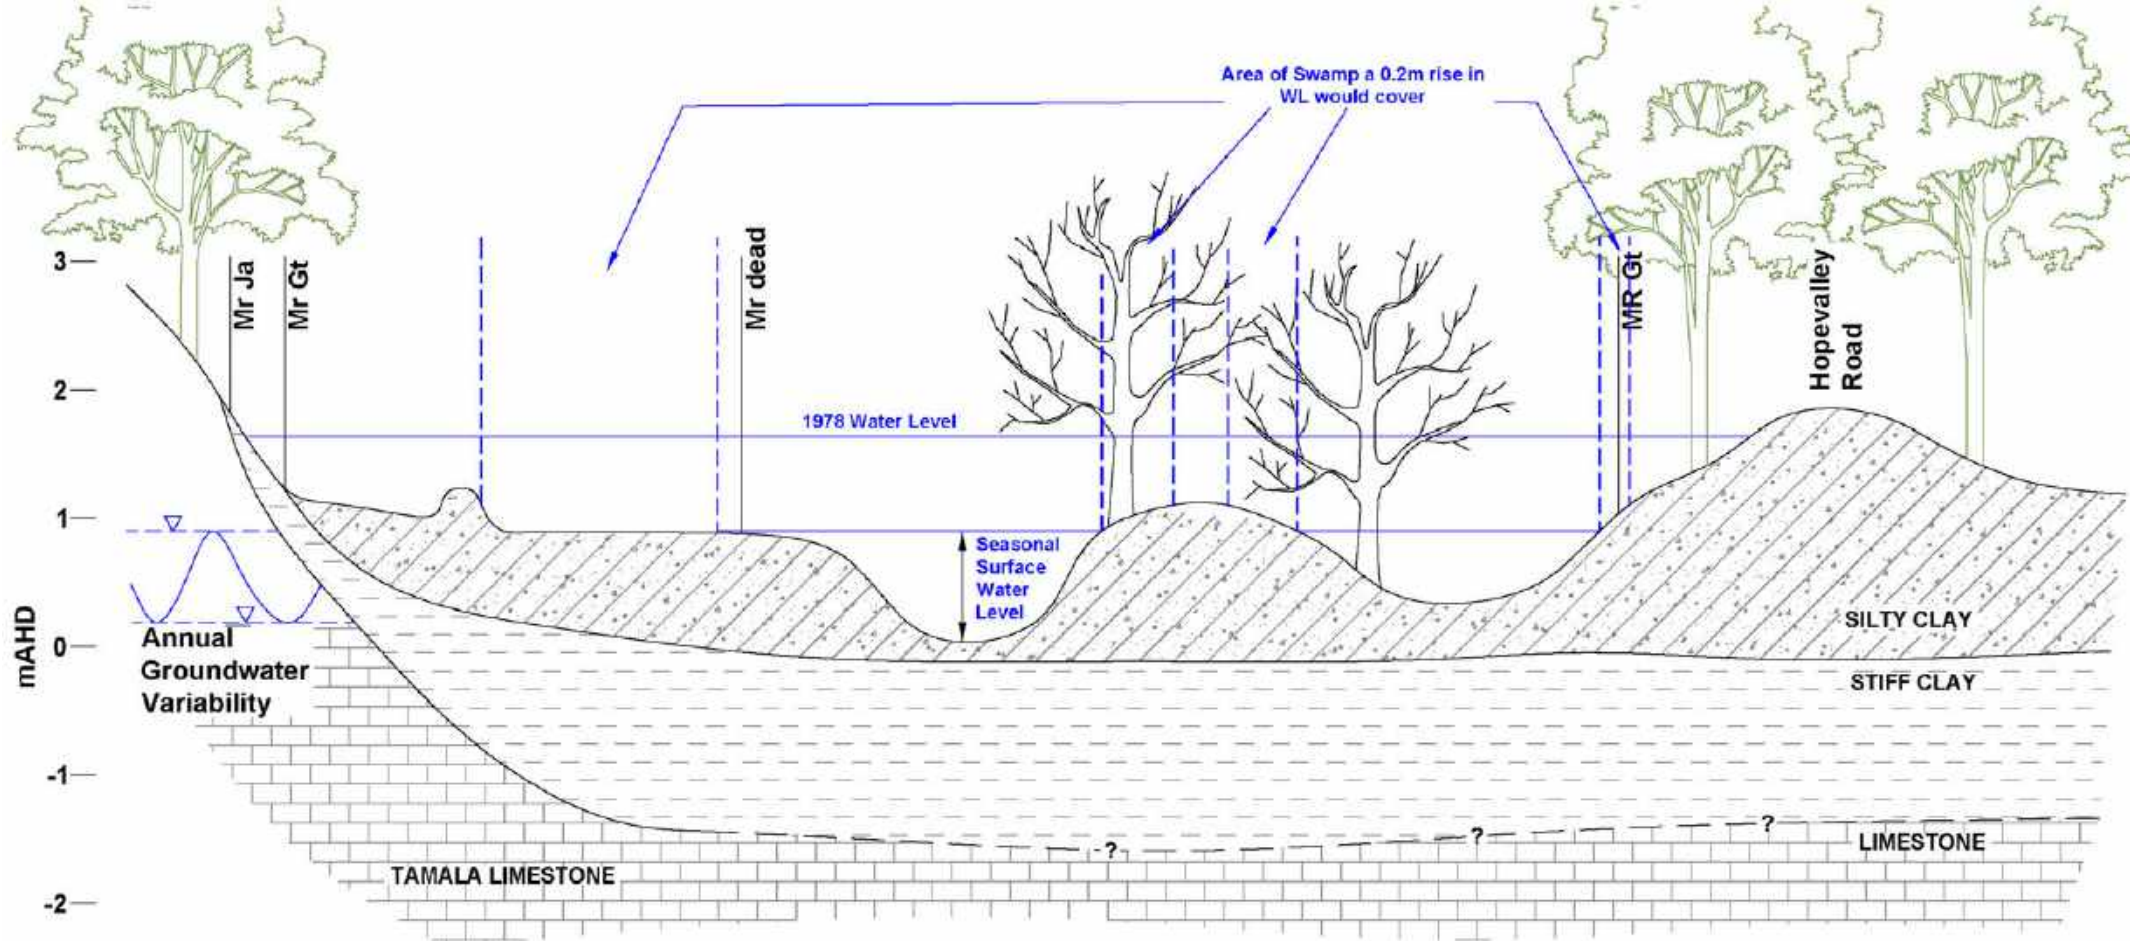 Area of Swamp a 0.2m rise in
WL would cover
3
Mr Ja
Mr Gt
Mr dead
MR Gt
Hopevalley
Road
2
1978 Water Level
1
Seasonal
Surface
Water
Level
mAHD
0
Annual
Groundwater
Variability
SILTY CLAY
STIFF CLAY
-1
?
?
?
LIMESTONE
TAMALA LIMESTONE
-2